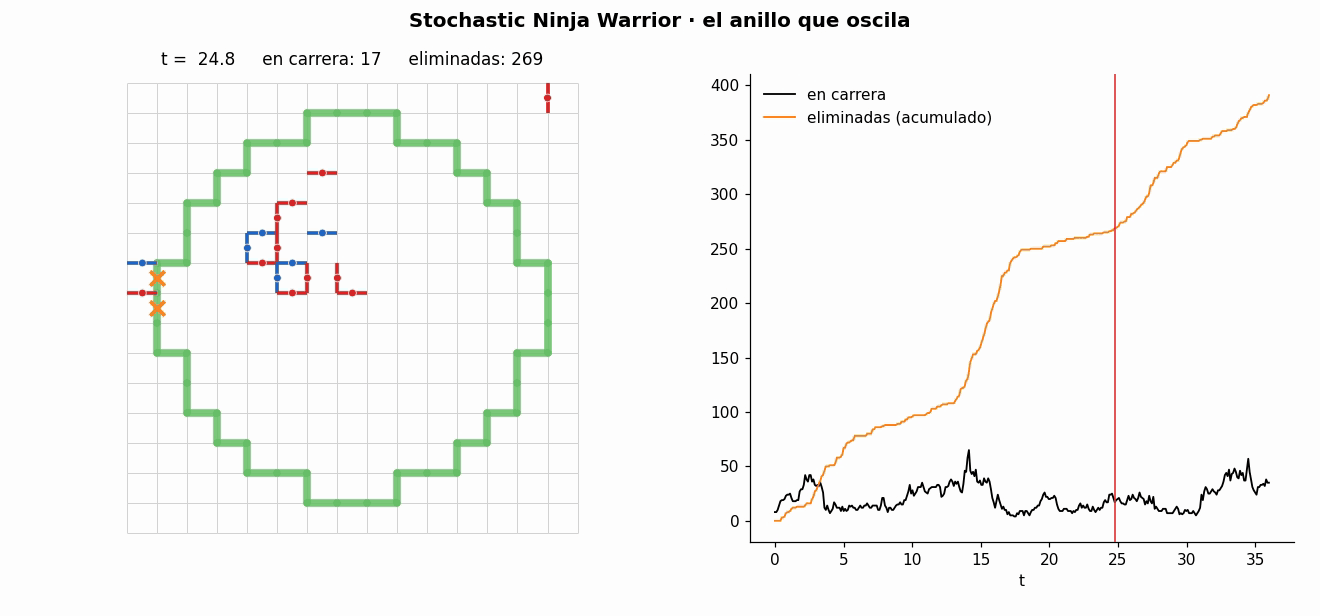 Stochastic Ninja Warrior · el anillo que oscila
t =  24.8     en carrera: 17     eliminadas: 269
en carrera
eliminadas (acumulado)
400
350
300
250
200
150
100
50
0
0 5 10 15 20 25 30 35
t